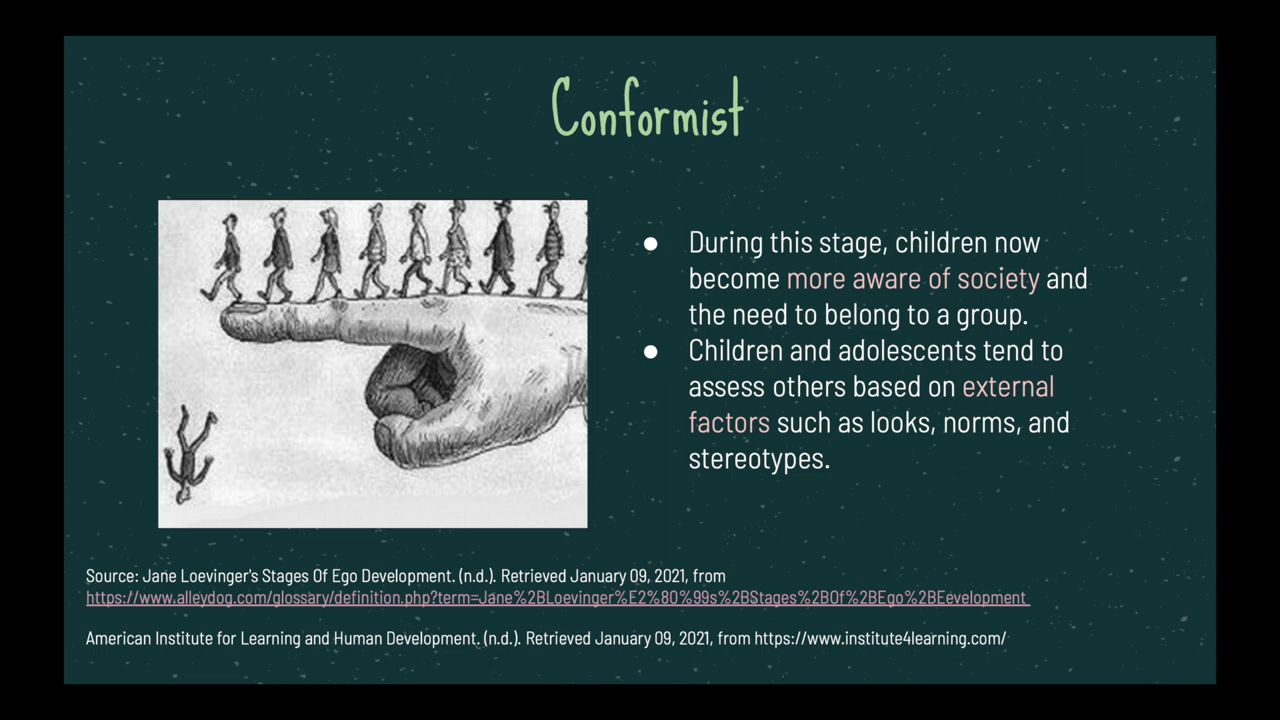 Conformist
● During this stage, children now
become more aware of society and
the need to belong to a group.
● Children and adolescents tend to
assess others based on external
factors such as looks, norms, and
stereotypes.
Source: Jane Loevinger's Stages Of Ego Development. (n.d.). Retrieved January 09, 2021, from
https://www.alleydog.com/glossary/definition.php?term=Jane%2BLoevinger%E2%80%99s%2BStages%2BOf%2BEgo%2BEevelopment
American Institute for Learning and Human Development. (n.d.). Retrieved January 09, 2021, from https://www.institute4learning.com/